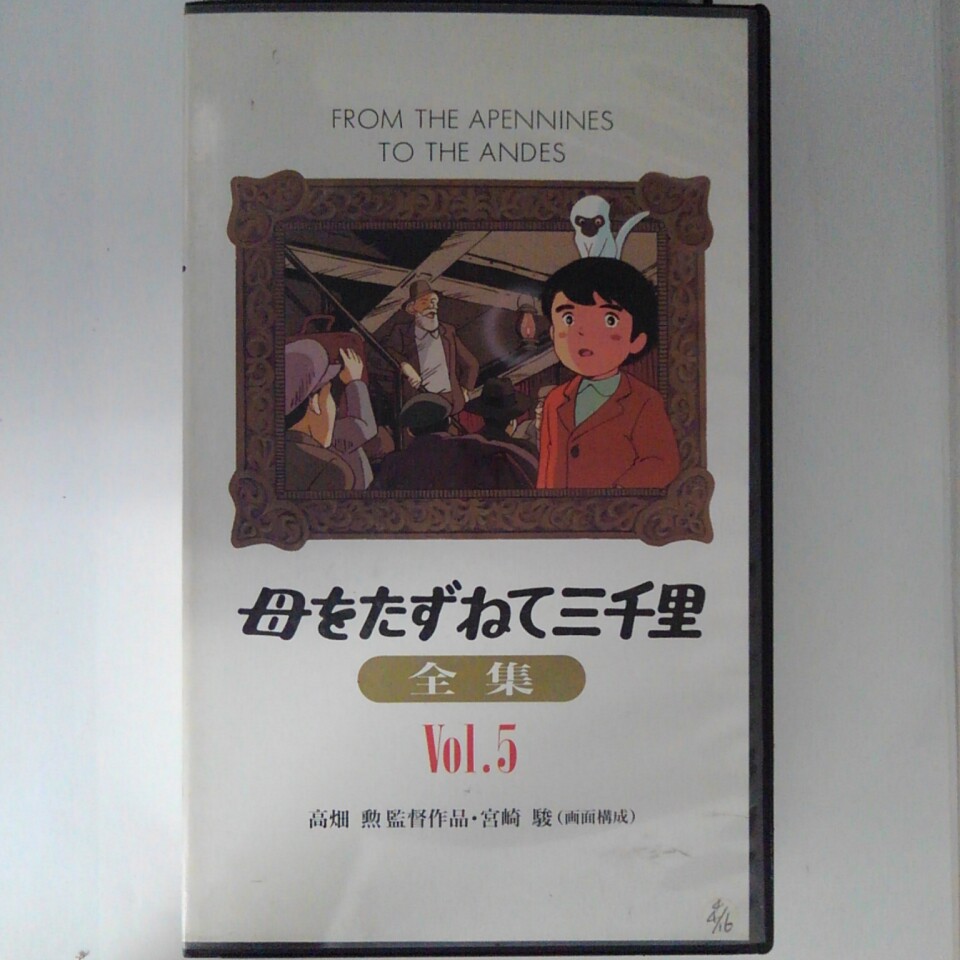 FROM THE APENNINES
TO THE ANDES
母をたずねて三千里
全集
Vol.5
高畑 勲監督作品・宮崎 駿(画面構成)
4/16